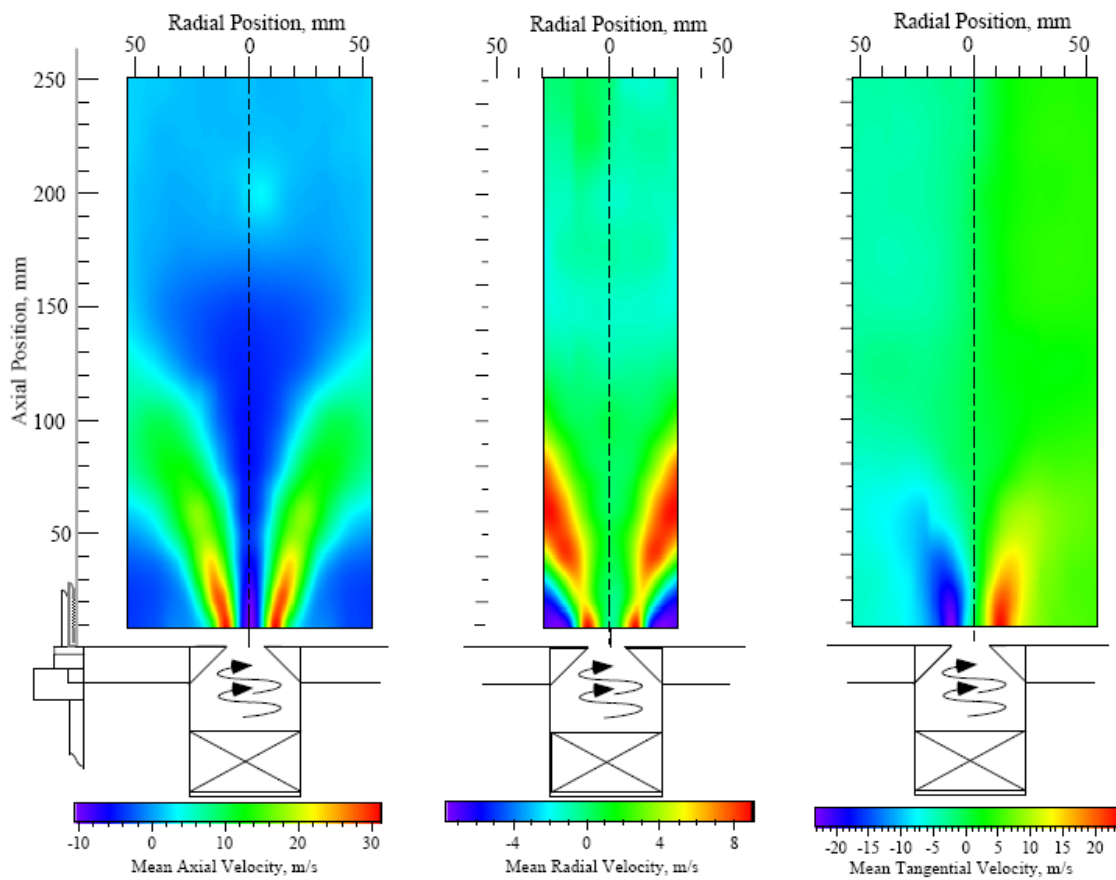 Radial Position, mm
50 0 50
Radial Position, mm
50 0 50
Radial Position, mm
50 0 50
250
200
150
100
50
Axial Position, mm
-10 0 10 20 30
Mean Axial Velocity, m/s
-4 0 4 8
Mean Radial Velocity, m/s
-20 -15 -10 -5 0 5 10 15 20
Mean Tangential Velocity, m/s